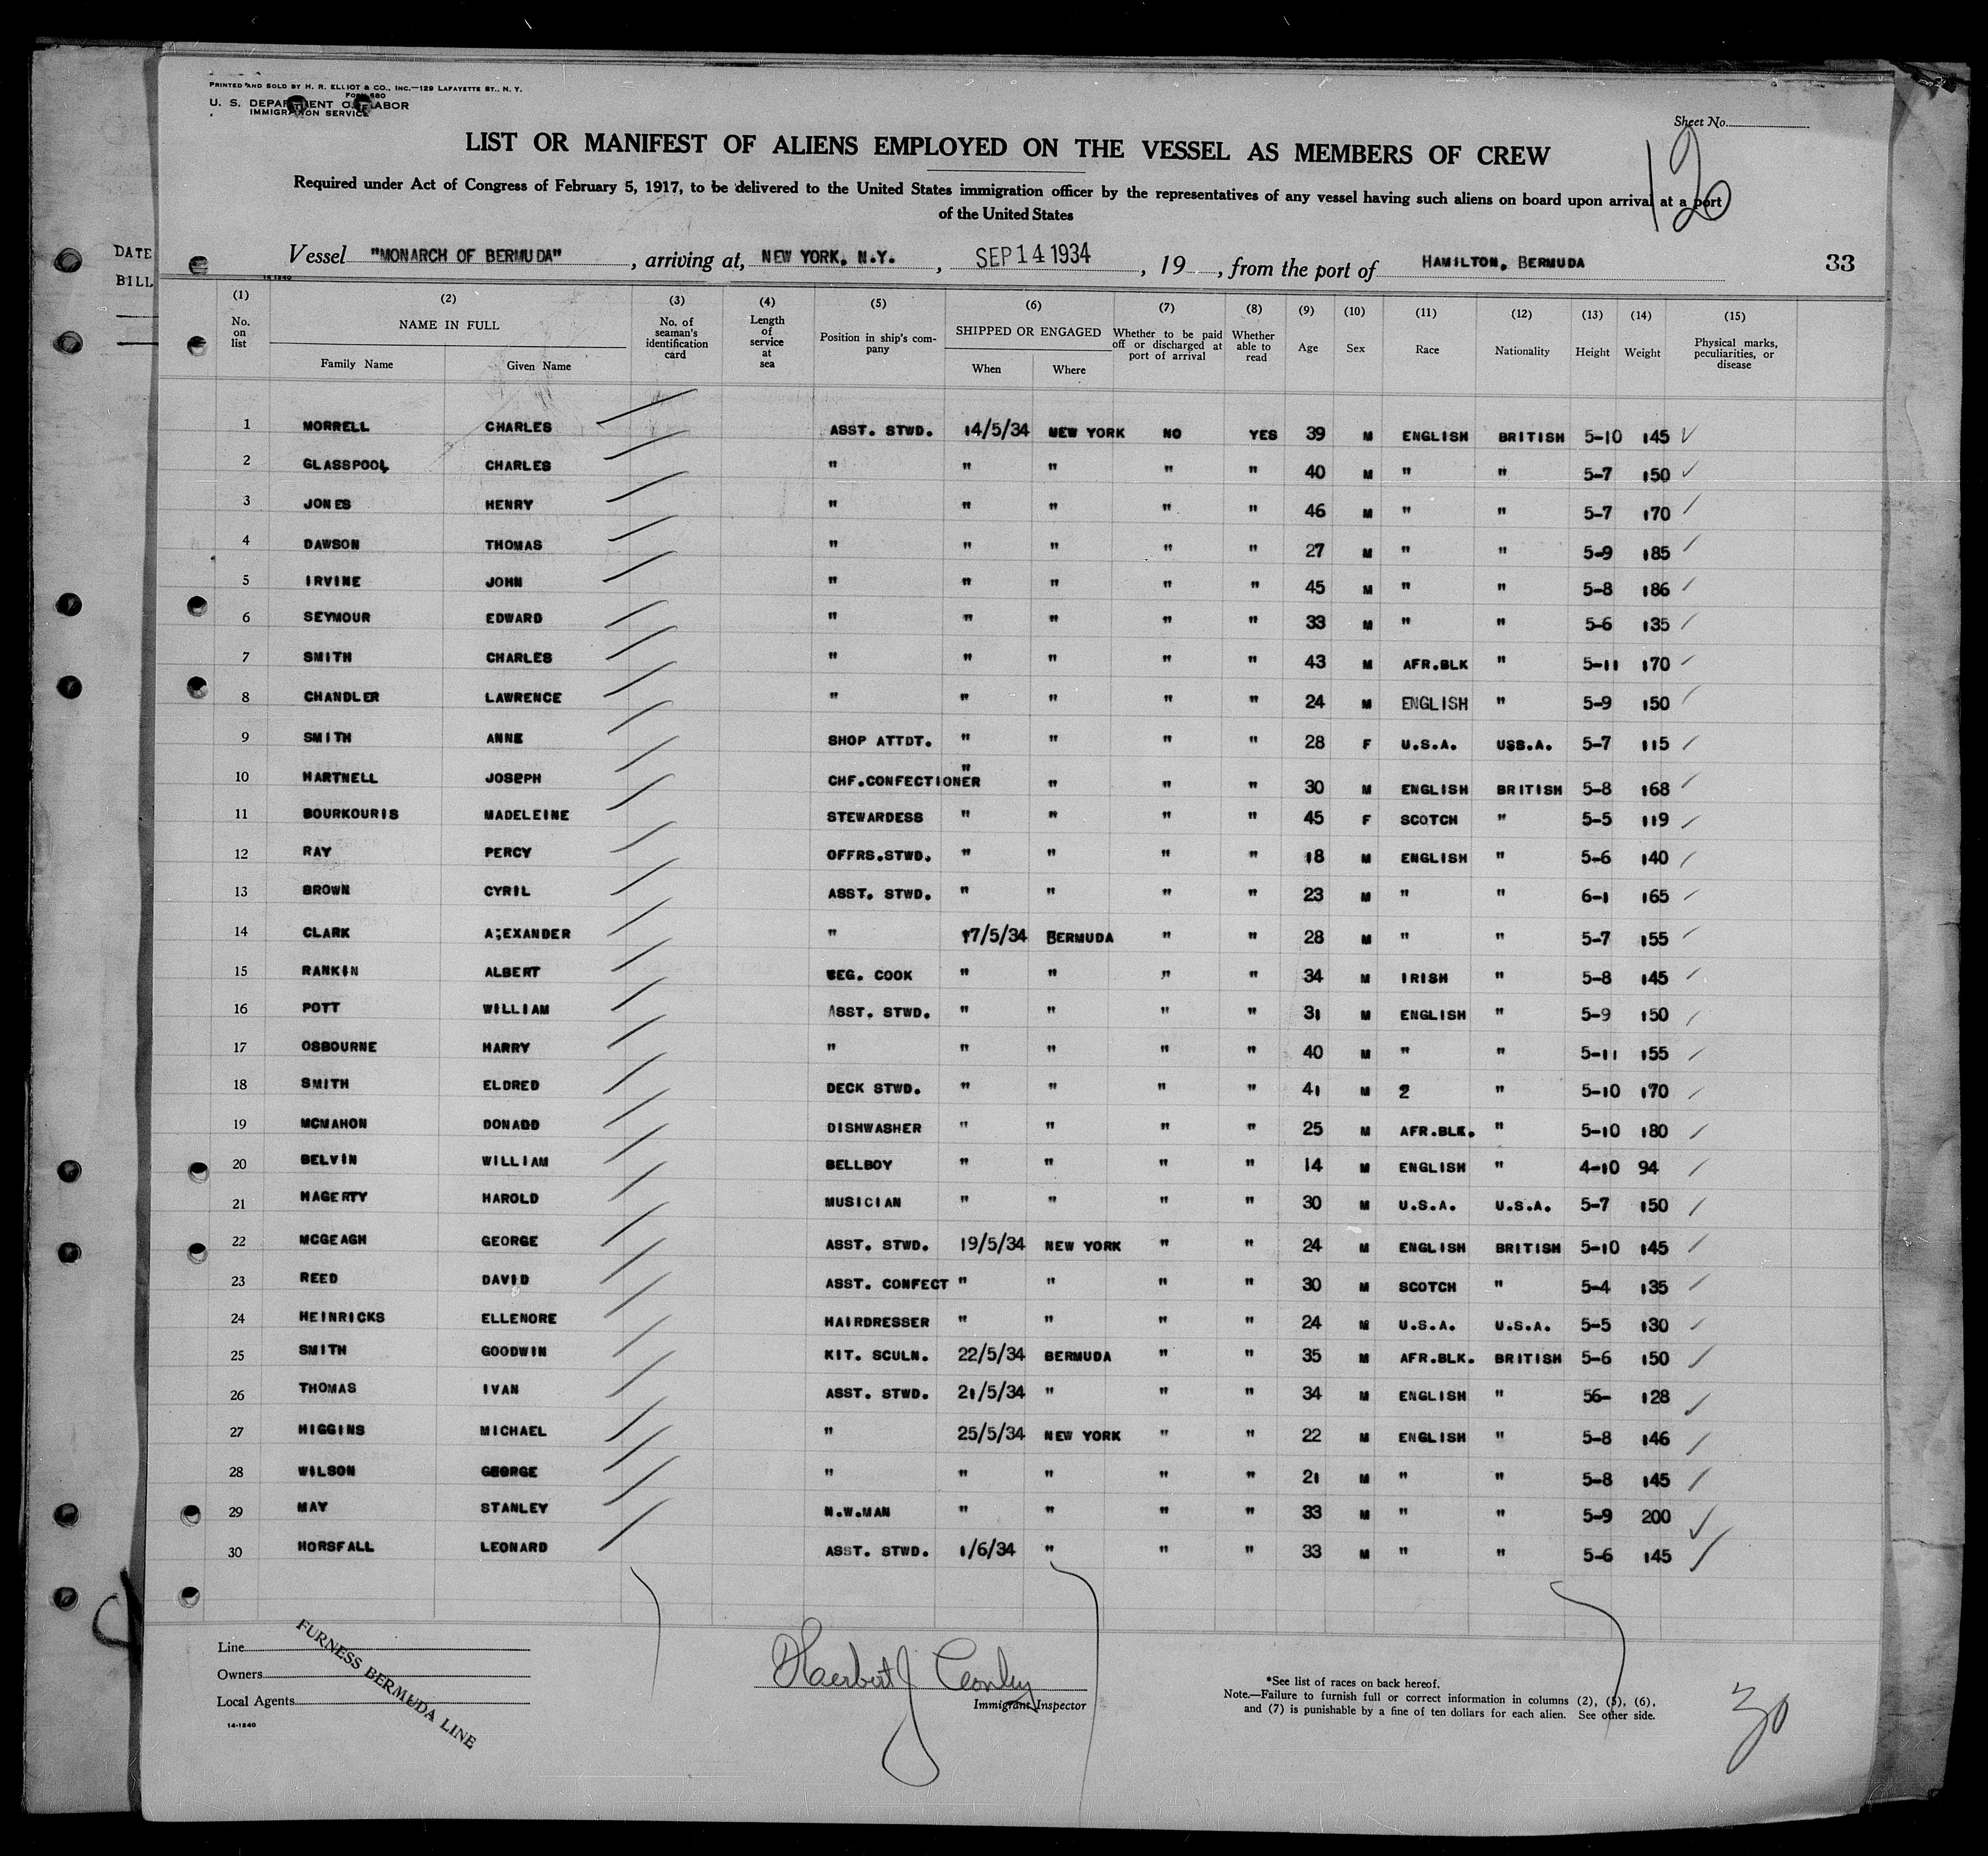 PRINTED AND SOLD BY H. R. ELLIOT & CO., INC.—129 LAFAYETTE ST., N. Y.
FORM 680
U. S. DEPARTMENT OF LABOR
IMMIGRATION SERVICE
Sheet No.
120
LIST OR MANIFEST OF ALIENS EMPLOYED ON THE VESSEL AS MEMBERS OF CREW
Required under Act of Congress of February 5, 1917, to be delivered to the United States immigration officer by the representatives of any vessel having such aliens on board upon arrival at a port
of the United States
DATE
BILL
Vessel "MONARCH OF BERMUDA", arriving at, NEW YORK, N.Y., SEP 14 1934, 19 , from the port of HAMILTON, BERMUDA 33
14-1240
(1) No. on list (2) NAME IN FULL Family Name Given Name (3) No. of seaman's identification card (4) Length of service at sea (5) Position in ship's company (6) SHIPPED OR ENGAGED When Where (7) Whether to be paid off or discharged at port of arrival (8) Whether able to read (9) Age (10) Sex (11) Race (12) Nationality (13) Height (14) Weight (15) Physical marks, peculiarities, or disease
1 MORRELL CHARLES ASST. STWD. 14/5/34 NEW YORK NO YES 39 M ENGLISH BRITISH 5-10 145
2 GLASSPOOL CHARLES " " " " " 40 M " " 5-7 150
3 JONES HENRY " " " " " 46 M " " 5-7 170
4 DAWSON THOMAS " " " " " 27 M " " 5-9 185
5 IRVINE JOHN " " " " " 45 M " " 5-8 186
6 SEYMOUR EDWARD " " " " " 33 M " " 5-6 135
7 SMITH CHARLES " " " " " 43 M AFR.BLK " 5-11 170
8 CHANDLER LAWRENCE " " " " " 24 M ENGLISH " 5-9 150
9 SMITH ANNE SHOP ATTDT. " " " " 28 F U.S.A. USS.A. 5-7 115
10 HARTNELL JOSEPH CHF.CONFECTIONER " " " " 30 M ENGLISH BRITISH 5-8 168
11 BOURKOURIS MADELEINE STEWARDESS " " " " 45 F SCOTCH " 5-5 119
12 RAY PERCY OFFRS.STWD. " " " " 18 M ENGLISH " 5-6 140
13 BROWN CYRIL ASST. STWD. " " " " 23 M " " 6-1 165
14 CLARK A;EXANDER " 17/5/34 BERMUDA " " 28 M " " 5-7 155
15 RANKIN ALBERT VEG. COOK " " " " 34 M IRISH " 5-8 145
16 POTT WILLIAM ASST. STWD. " " " " 31 M ENGLISH " 5-9 150
17 OSBOURNE HARRY " " " " " 40 M " " 5-11 155
18 SMITH ELDRED DECK STWD. " " " " 41 M 2 " 5-10 170
19 MCMAHON DONADD DISHWASHER " " " " 25 M AFR.BLK. " 5-10 180
20 BELVIN WILLIAM BELLBOY " " " " 14 M ENGLISH " 4-10 94
21 HAGERTY HAROLD MUSICIAN " " " " 30 M U.S.A. U.S.A. 5-7 150
22 MCGEAGH GEORGE ASST. STWD. 19/5/34 NEW YORK " " 24 M ENGLISH BRITISH 5-10 145
23 REED DAVID ASST. CONFECT " " " " 30 M SCOTCH " 5-4 135
24 HEINRICKS ELLENORE HAIRDRESSER " " " " 24 M U.S.A. U.S.A. 5-5 130
25 SMITH GOODWIN KIT. SCULN. 22/5/34 BERMUDA " " 35 M AFR.BLK. BRITISH 5-6 150
26 THOMAS IVAN ASST. STWD. 21/5/34 " " " 34 M ENGLISH " 56- 128
27 HIGGINS MICHAEL " 25/5/34 NEW YORK " " 22 M ENGLISH " 5-8 146
28 WILSON GEORGE " " " " " 21 M " " 5-8 145
29 MAY STANLEY N.W.MAN " " " " 33 M " " 5-9 200
30 HORSFALL LEONARD ASST. STWD. 1/6/34 " " " 33 M " " 5-6 145
Line
Owners
Local Agents
FURNESS BERMUDA LINE
14-1240
Herbert J Conley
Immigrant Inspector
*See list of races on back hereof.
Note.—Failure to furnish full or correct information in columns (2), (5), (6),
and (7) is punishable by a fine of ten dollars for each alien. See other side.
30